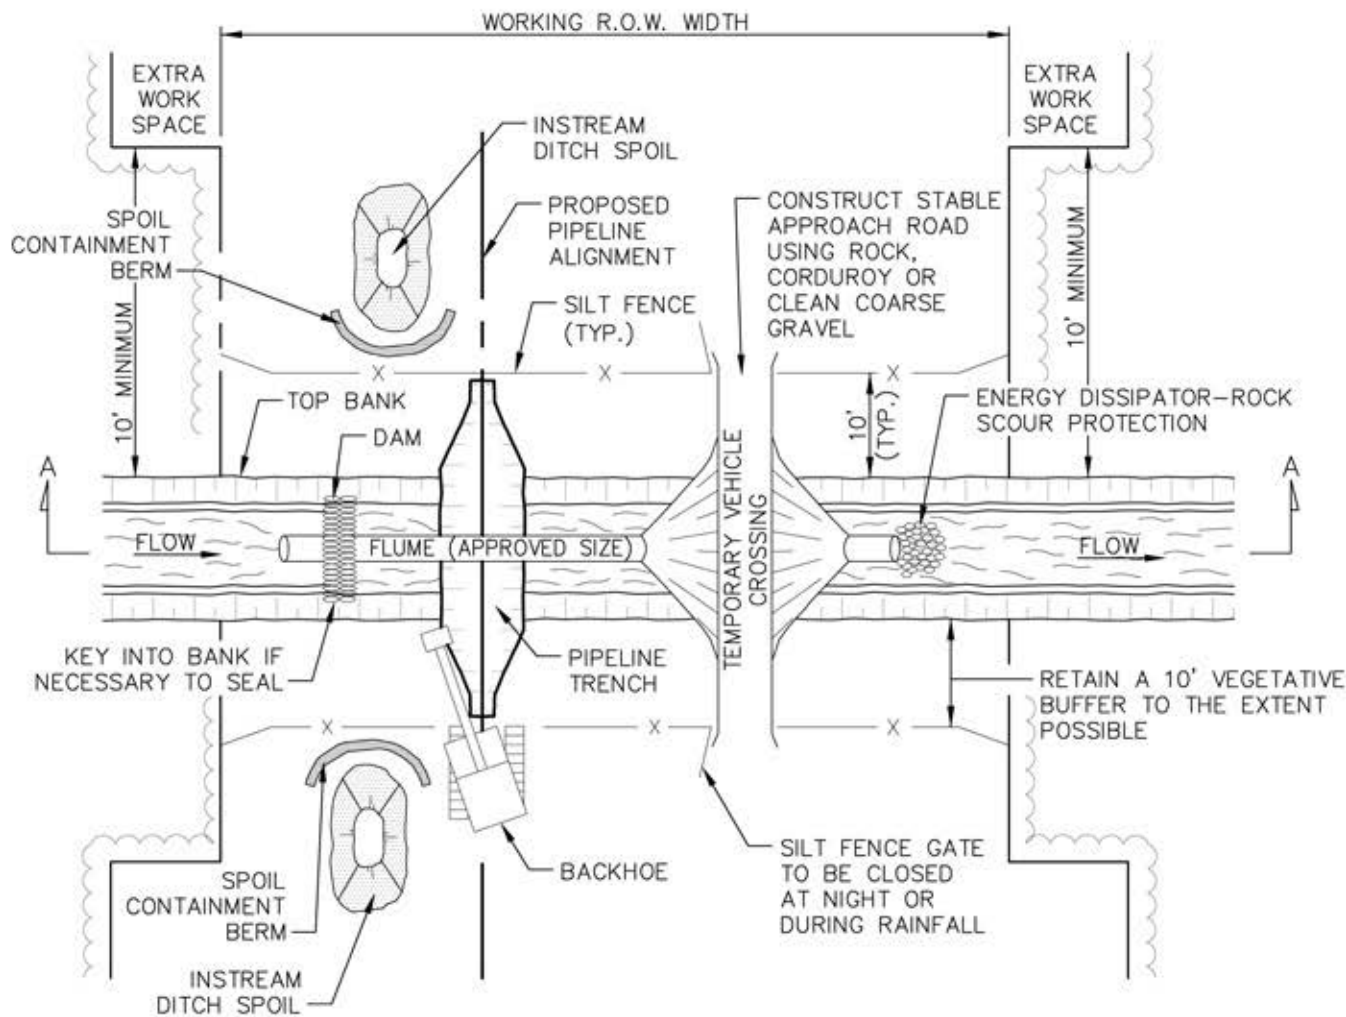 WORKING R.O.W. WIDTH
EXTRA
WORK
SPACE
EXTRA
WORK
SPACE
INSTREAM
DITCH SPOIL
SPOIL
CONTAINMENT
BERM
PROPOSED
PIPELINE
ALIGNMENT
CONSTRUCT STABLE
APPROACH ROAD
USING ROCK,
CORDUROY OR
CLEAN COARSE
GRAVEL
10' MINIMUM
10' MINIMUM
SILT FENCE
(TYP.)
X
X
X
TOP BANK
DAM
10'
(TYP.)
ENERGY DISSIPATOR-ROCK
SCOUR PROTECTION
A
A
FLOW
FLUME (APPROVED SIZE)
TEMPORARY VEHICLE
CROSSING
FLOW
KEY INTO BANK IF
NECESSARY TO SEAL
PIPELINE
TRENCH
RETAIN A 10' VEGETATIVE
BUFFER TO THE EXTENT
POSSIBLE
X
X
X
BACKHOE
SILT FENCE GATE
TO BE CLOSED
AT NIGHT OR
DURING RAINFALL
SPOIL
CONTAINMENT
BERM
INSTREAM
DITCH SPOIL